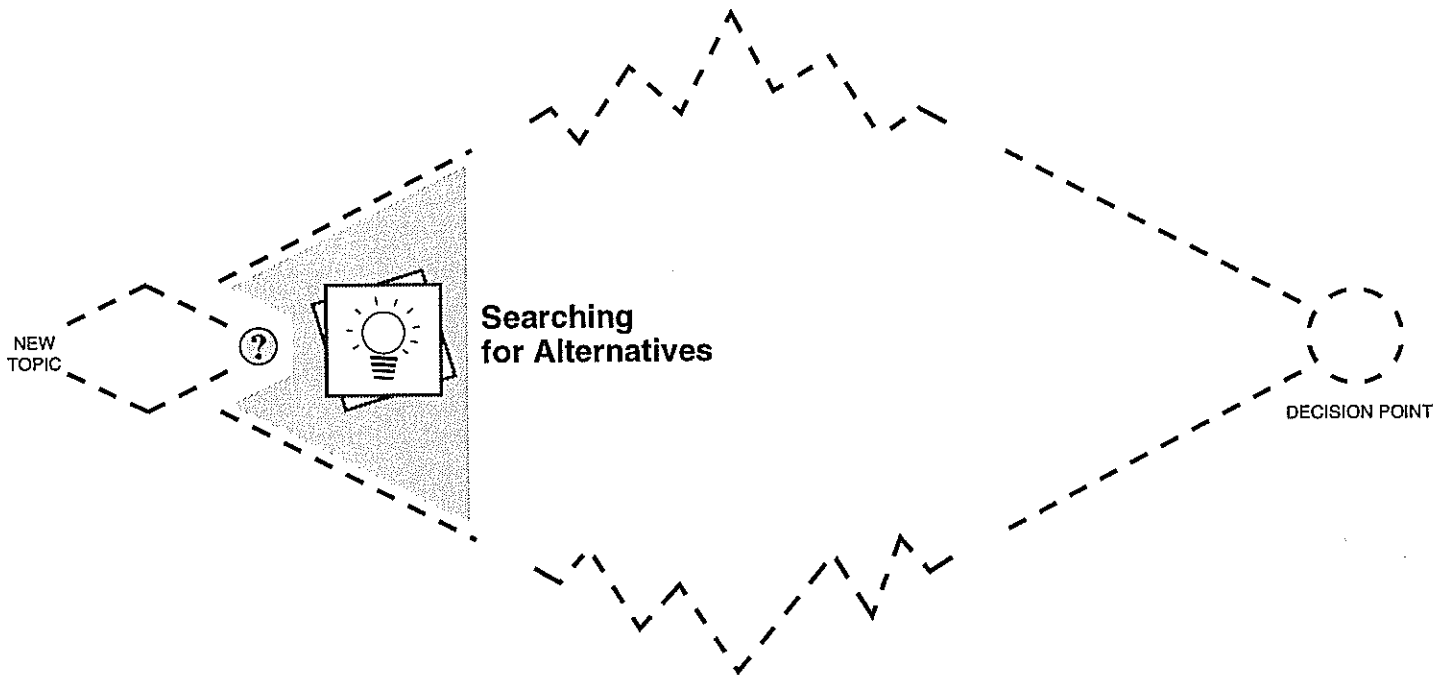 NEW
TOPIC
?
Searching
for Alternatives
DECISION POINT